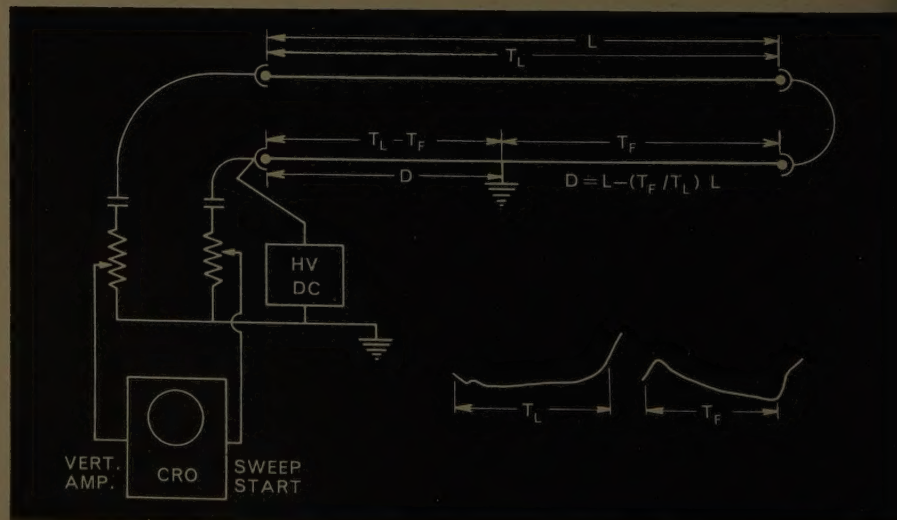 L
T_L
T_L – T_F
T_F
D
D = L–(T_F /T_L) L
HV
DC
T_L
T_F
VERT.
AMP.
CRO
SWEEP
START